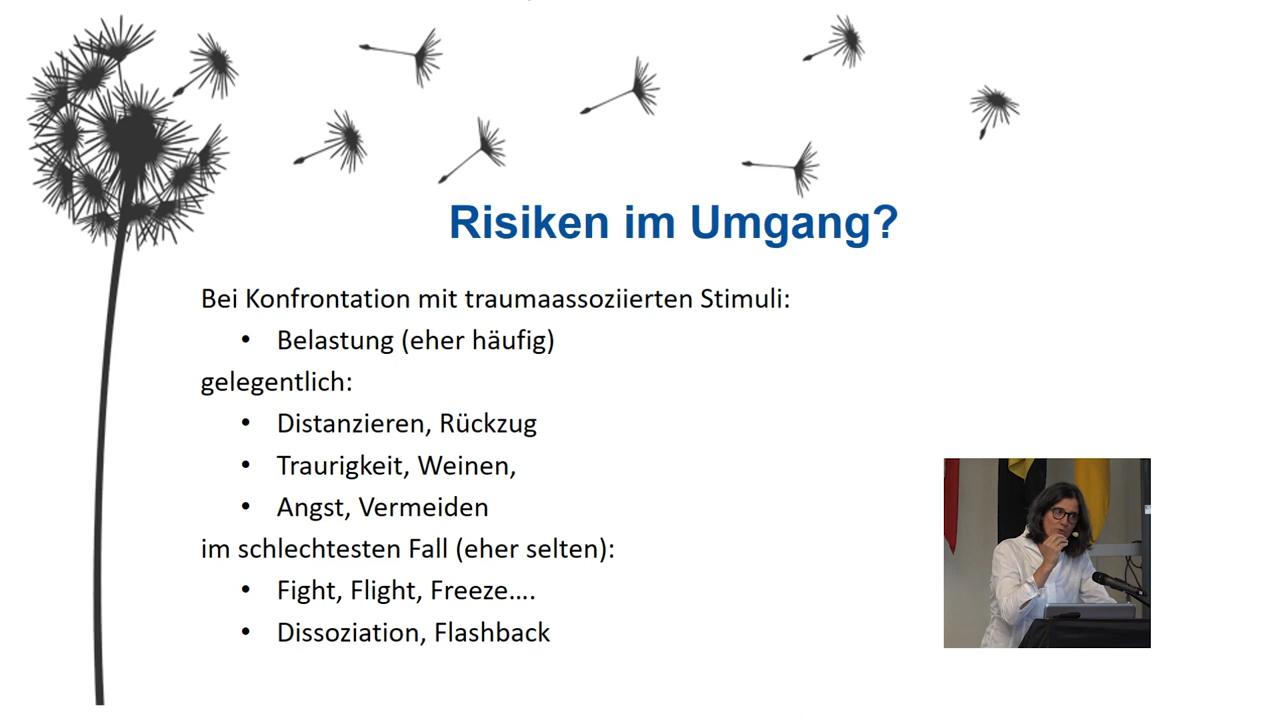 Risiken im Umgang?
Bei Konfrontation mit traumaassoziierten Stimuli:
• Belastung (eher häufig)
gelegentlich:
• Distanzieren, Rückzug
• Traurigkeit, Weinen,
• Angst, Vermeiden
im schlechtesten Fall (eher selten):
• Fight, Flight, Freeze....
• Dissoziation, Flashback